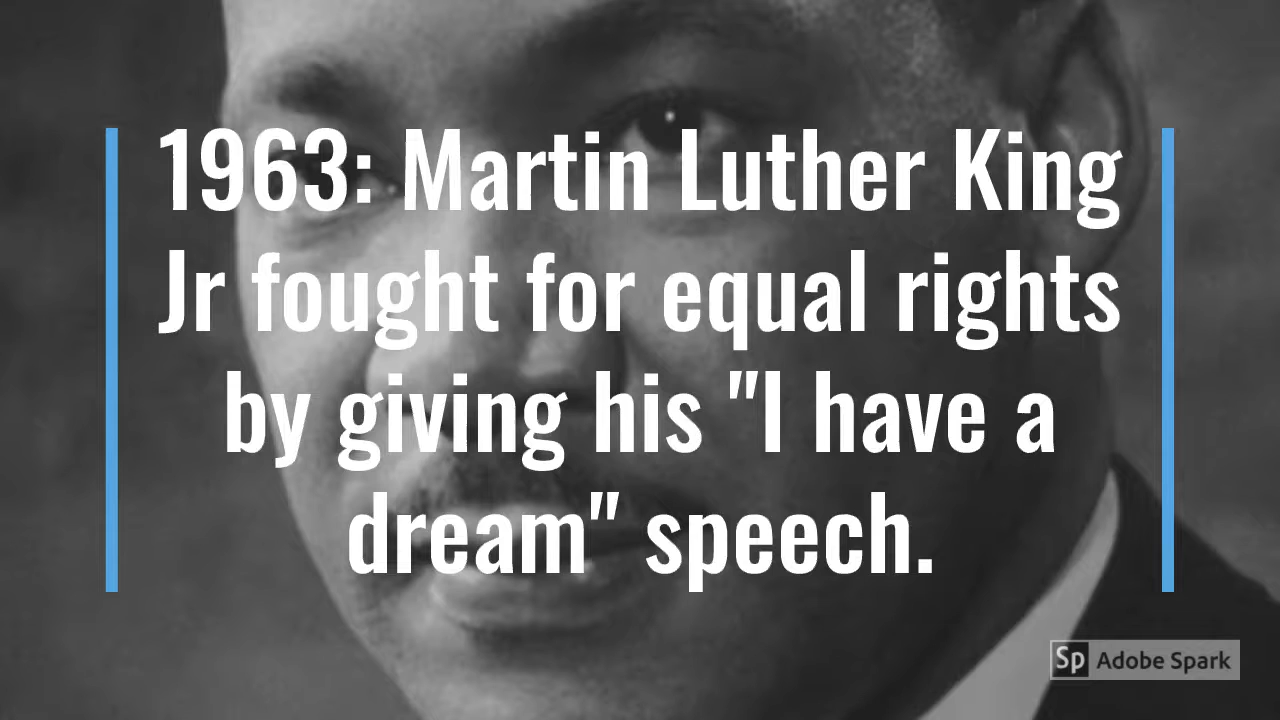 1963: Martin Luther King
Jr fought for equal rights
by giving his "I have a
dream" speech.
Sp Adobe Spark